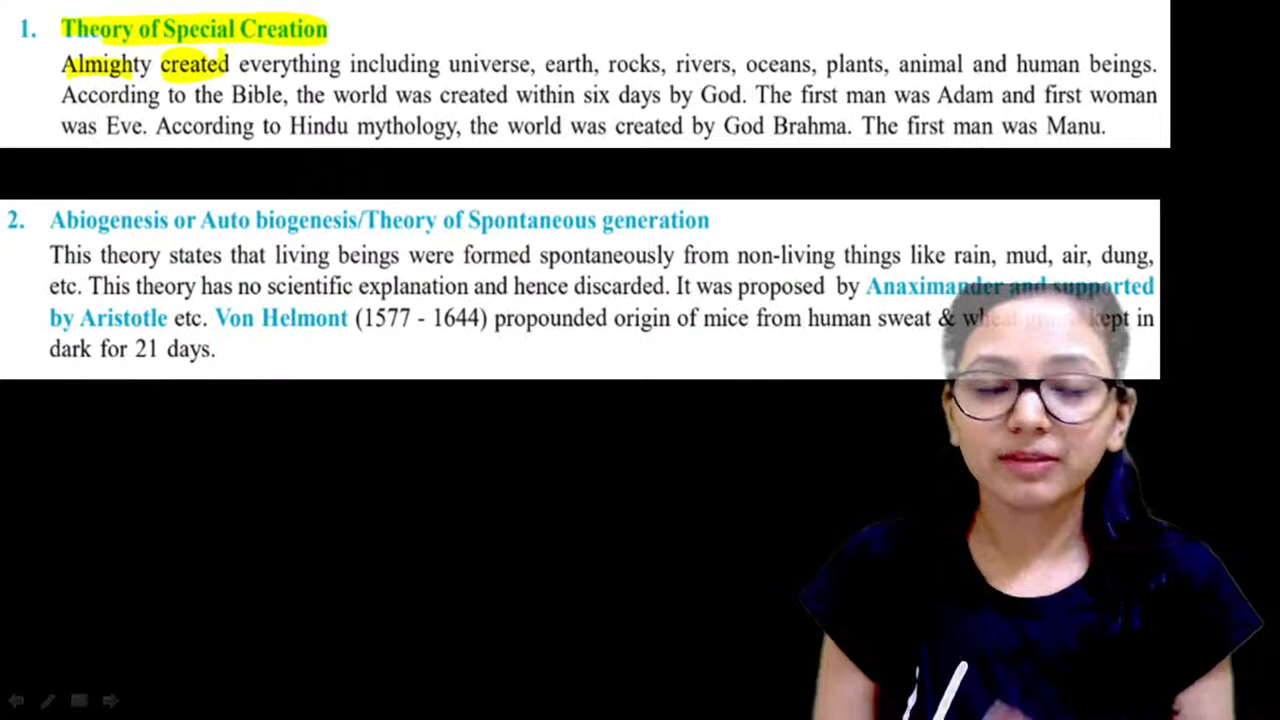 1. Theory of Special Creation
Almighty created everything including universe, earth, rocks, rivers, oceans, plants, animal and human beings.
According to the Bible, the world was created within six days by God. The first man was Adam and first woman
was Eve. According to Hindu mythology, the world was created by God Brahma. The first man was Manu.
2. Abiogenesis or Auto biogenesis/Theory of Spontaneous generation
This theory states that living beings were formed spontaneously from non-living things like rain, mud, air, dung,
etc. This theory has no scientific explanation and hence discarded. It was proposed by Anaximander and supported
by Aristotle etc. Von Helmont (1577 - 1644) propounded origin of mice from human sweat & wheat kept in
dark for 21 days.